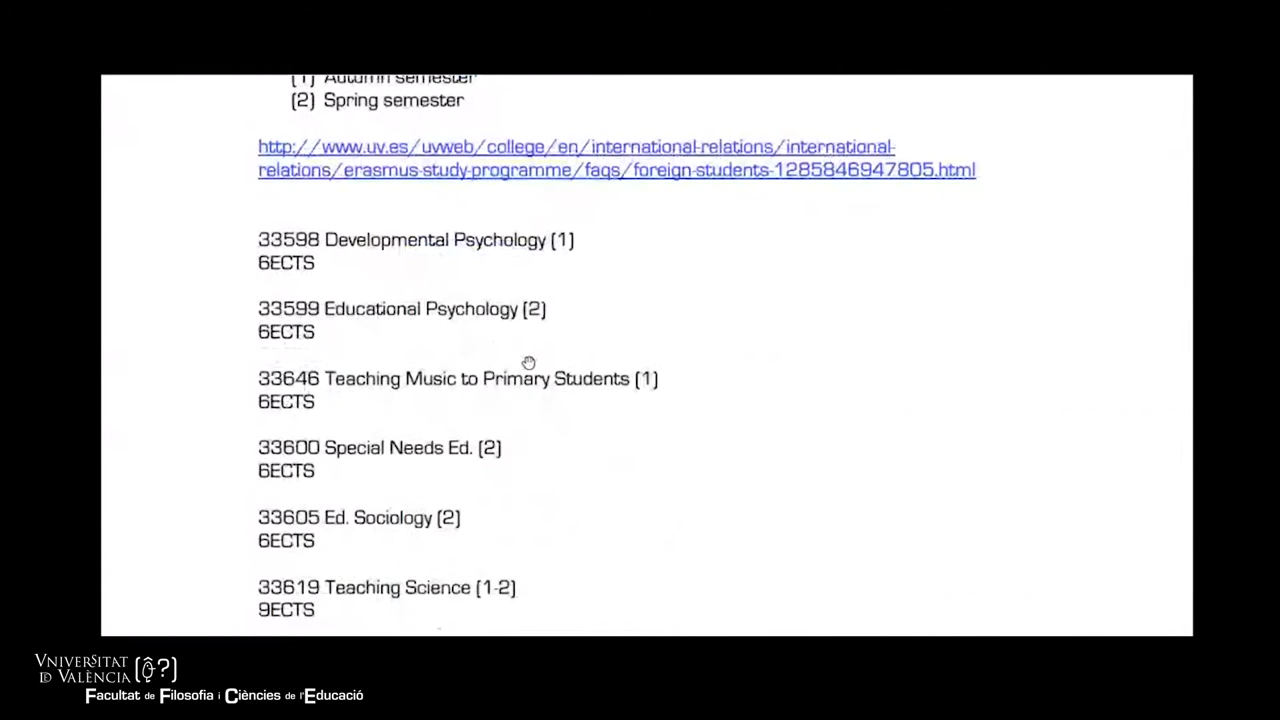 (1) Autumn semester
(2) Spring semester
http://www.uv.es/uvweb/college/en/international-relations/international-
relations/erasmus-study-programme/faqs/foreign-students-1285846947805.html
33598 Developmental Psychology (1)
6ECTS
33599 Educational Psychology (2)
6ECTS
33646 Teaching Music to Primary Students (1)
6ECTS
33600 Special Needs Ed. (2)
6ECTS
33605 Ed. Sociology (2)
6ECTS
33619 Teaching Science (1-2)
9ECTS
VNIVERSITAT
ID VALÈNCIA
Facultat de Filosofia i Ciències de l'Educació